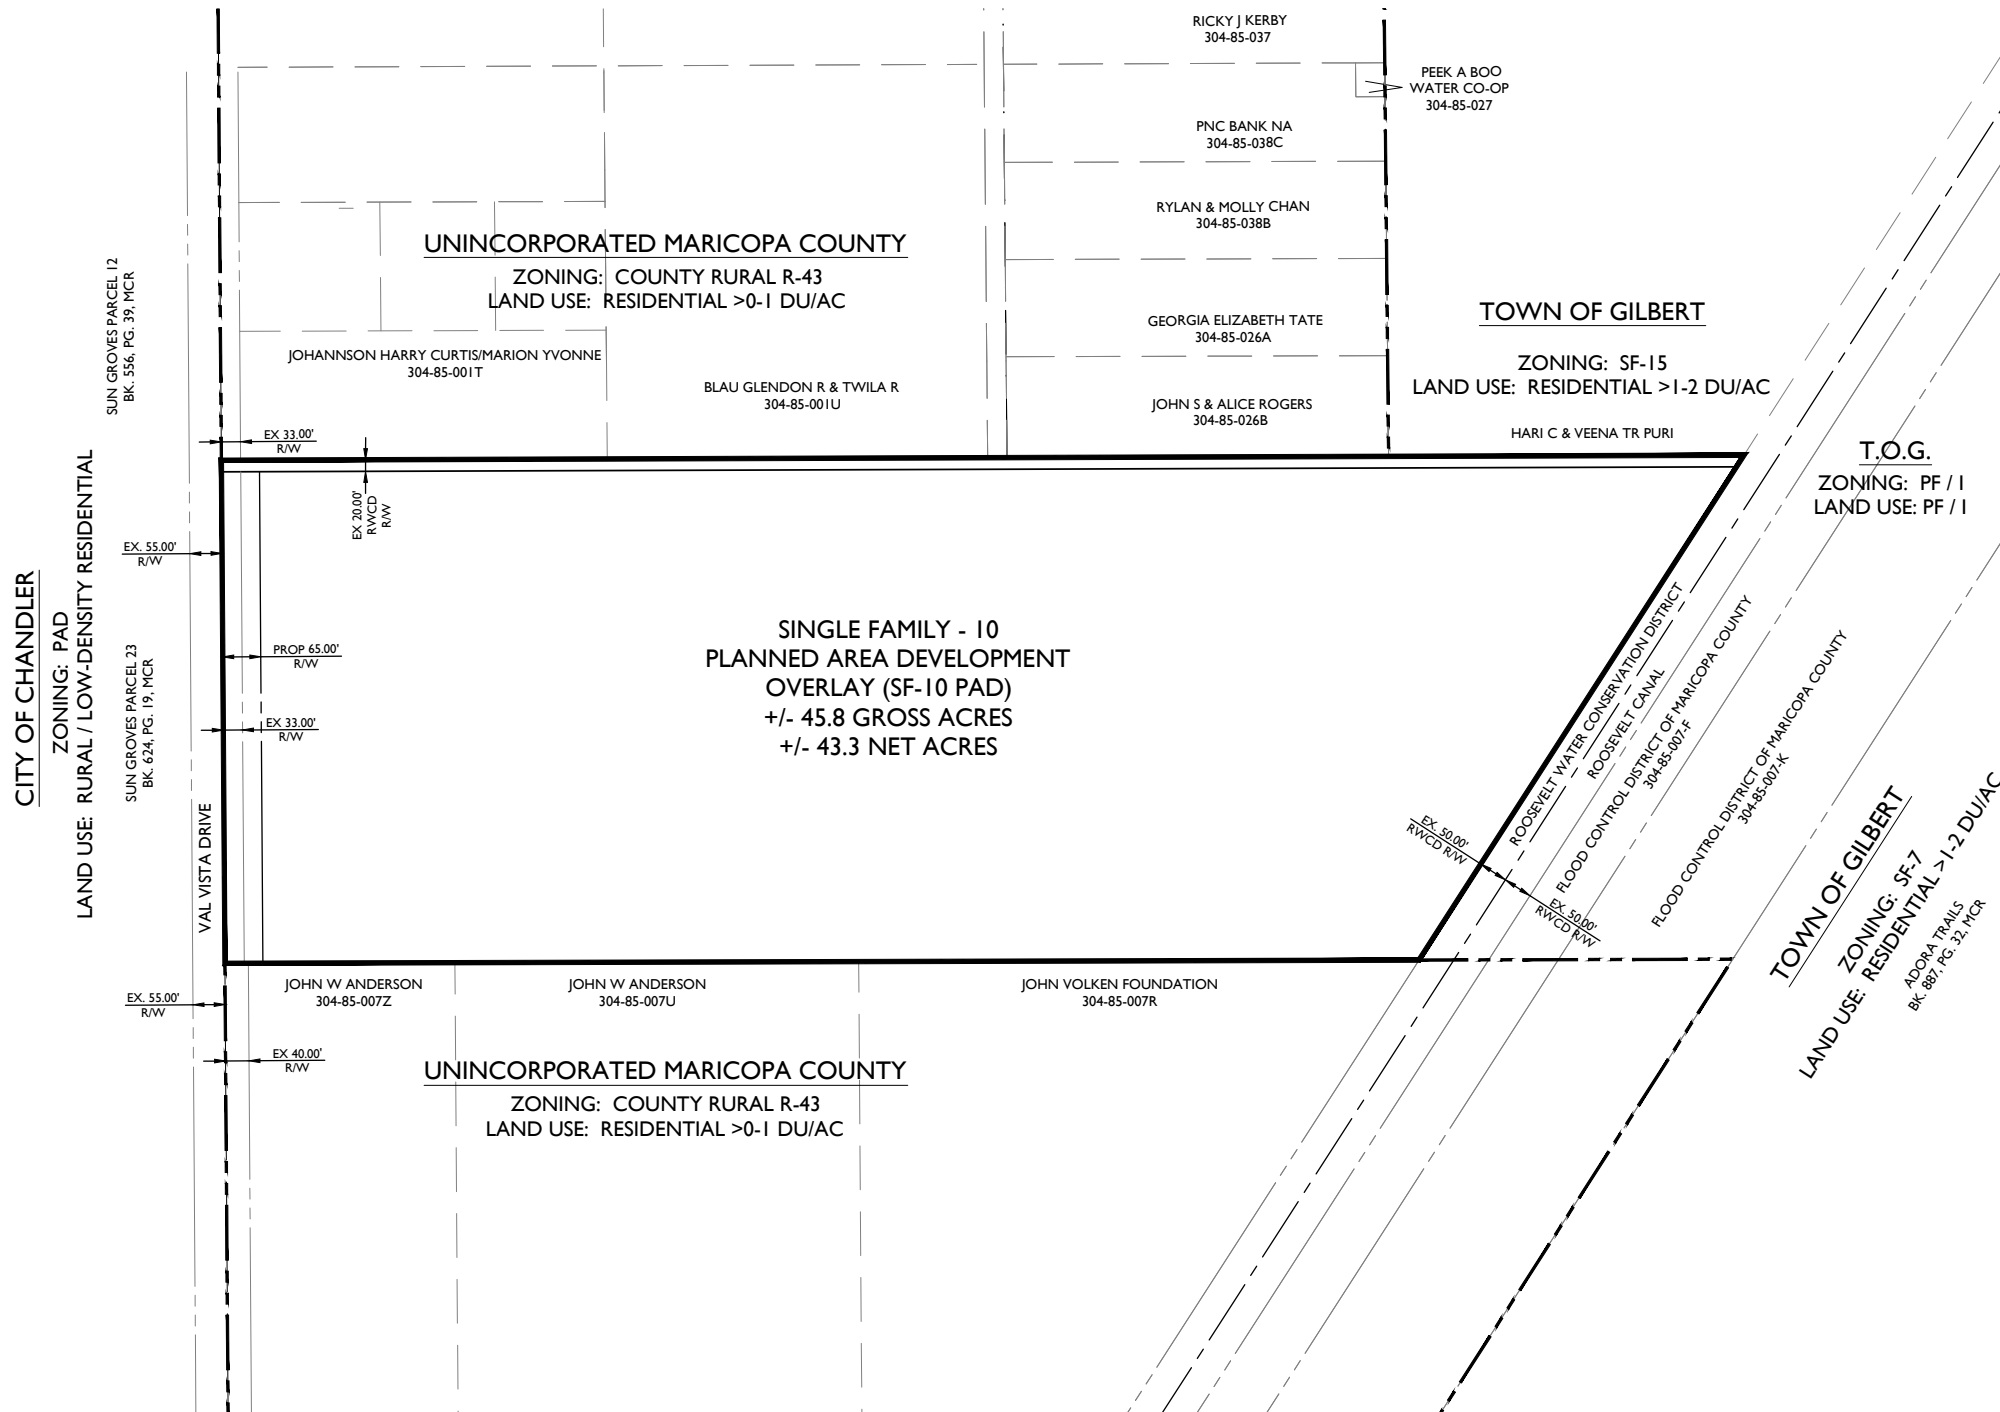 RICKY J KERBY
304-85-037
PEEK A BOO
WATER CO-OP
304-85-027
PNC BANK NA
304-85-038C
RYLAN & MOLLY CHAN
304-85-038B
UNINCORPORATED MARICOPA COUNTY
ZONING: COUNTY RURAL R-43
LAND USE: RESIDENTIAL >0-1 DU/AC
SUN GROVES PARCEL 12
BK. 556, PG. 39, MCR
GEORGIA ELIZABETH TATE
304-85-026A
TOWN OF GILBERT
ZONING: SF-15
LAND USE: RESIDENTIAL >1-2 DU/AC
JOHANNSON HARRY CURTIS/MARION YVONNE
304-85-001T
BLAU GLENDON R & TWILA R
304-85-001U
JOHN S & ALICE ROGERS
304-85-026B
HARI C & VEENA TR PURI
EX 33.00'
R/W
T.O.G.
ZONING: PF / I
LAND USE: PF / I
EX 20.00'
RWCD
R/W
EX. 55.00'
R/W
CITY OF CHANDLER
ZONING: PAD
LAND USE: RURAL / LOW-DENSITY RESIDENTIAL
SUN GROVES PARCEL 23
BK. 624, PG. 19, MCR
PROP 65.00'
R/W
EX 33.00'
R/W
VAL VISTA DRIVE
SINGLE FAMILY - 10
PLANNED AREA DEVELOPMENT
OVERLAY (SF-10 PAD)
+/- 45.8 GROSS ACRES
+/- 43.3 NET ACRES
ROOSEVELT WATER CONSERVATION DISTRICT
ROOSEVELT CANAL
FLOOD CONTROL DISTRICT OF MARICOPA COUNTY
304-85-007-F
FLOOD CONTROL DISTRICT OF MARICOPA COUNTY
304-85-007-K
EX. 50.00'
RWCD R/W
EX. 50.00'
RWCD R/W
TOWN OF GILBERT
ZONING: SF-7
LAND USE: RESIDENTIAL >1-2 DU/AC
ADORA TRAILS
BK. 887, PG. 32, MCR
JOHN W ANDERSON
304-85-007Z
JOHN W ANDERSON
304-85-007U
JOHN VOLKEN FOUNDATION
304-85-007R
EX. 55.00'
R/W
EX 40.00'
R/W
UNINCORPORATED MARICOPA COUNTY
ZONING: COUNTY RURAL R-43
LAND USE: RESIDENTIAL >0-1 DU/AC